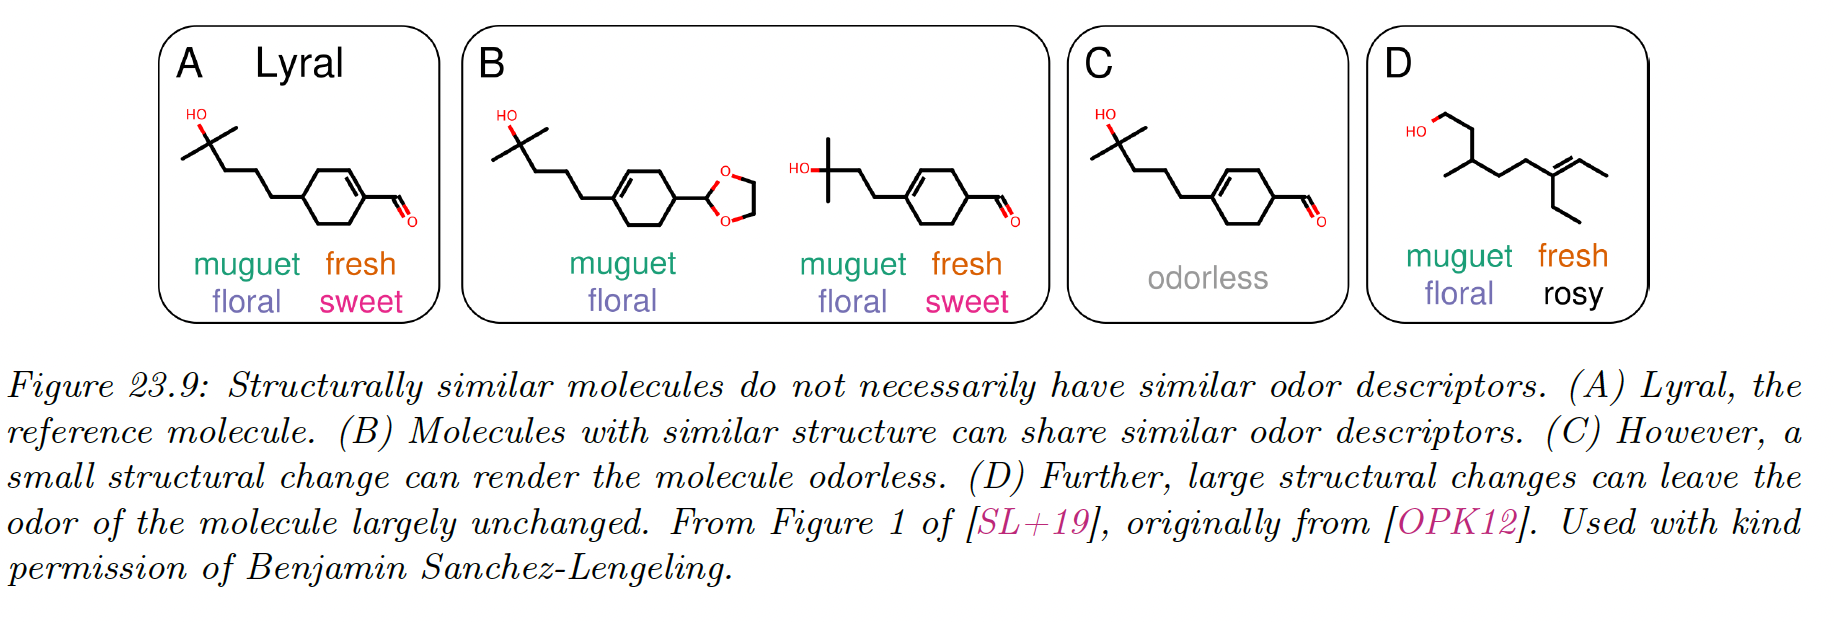 A Lyral
HO
O
muguet fresh
floral sweet
B
HO
O
O
muguet
floral
HO
O
muguet fresh
floral sweet
C
HO
O
odorless
D
HO
muguet fresh
floral rosy
Figure 23.9: Structurally similar molecules do not necessarily have similar odor descriptors. (A) Lyral, the
reference molecule. (B) Molecules with similar structure can share similar odor descriptors. (C) However, a
small structural change can render the molecule odorless. (D) Further, large structural changes can leave the
odor of the molecule largely unchanged. From Figure 1 of [SL+19], originally from [OPK12]. Used with kind
permission of Benjamin Sanchez-Lengeling.